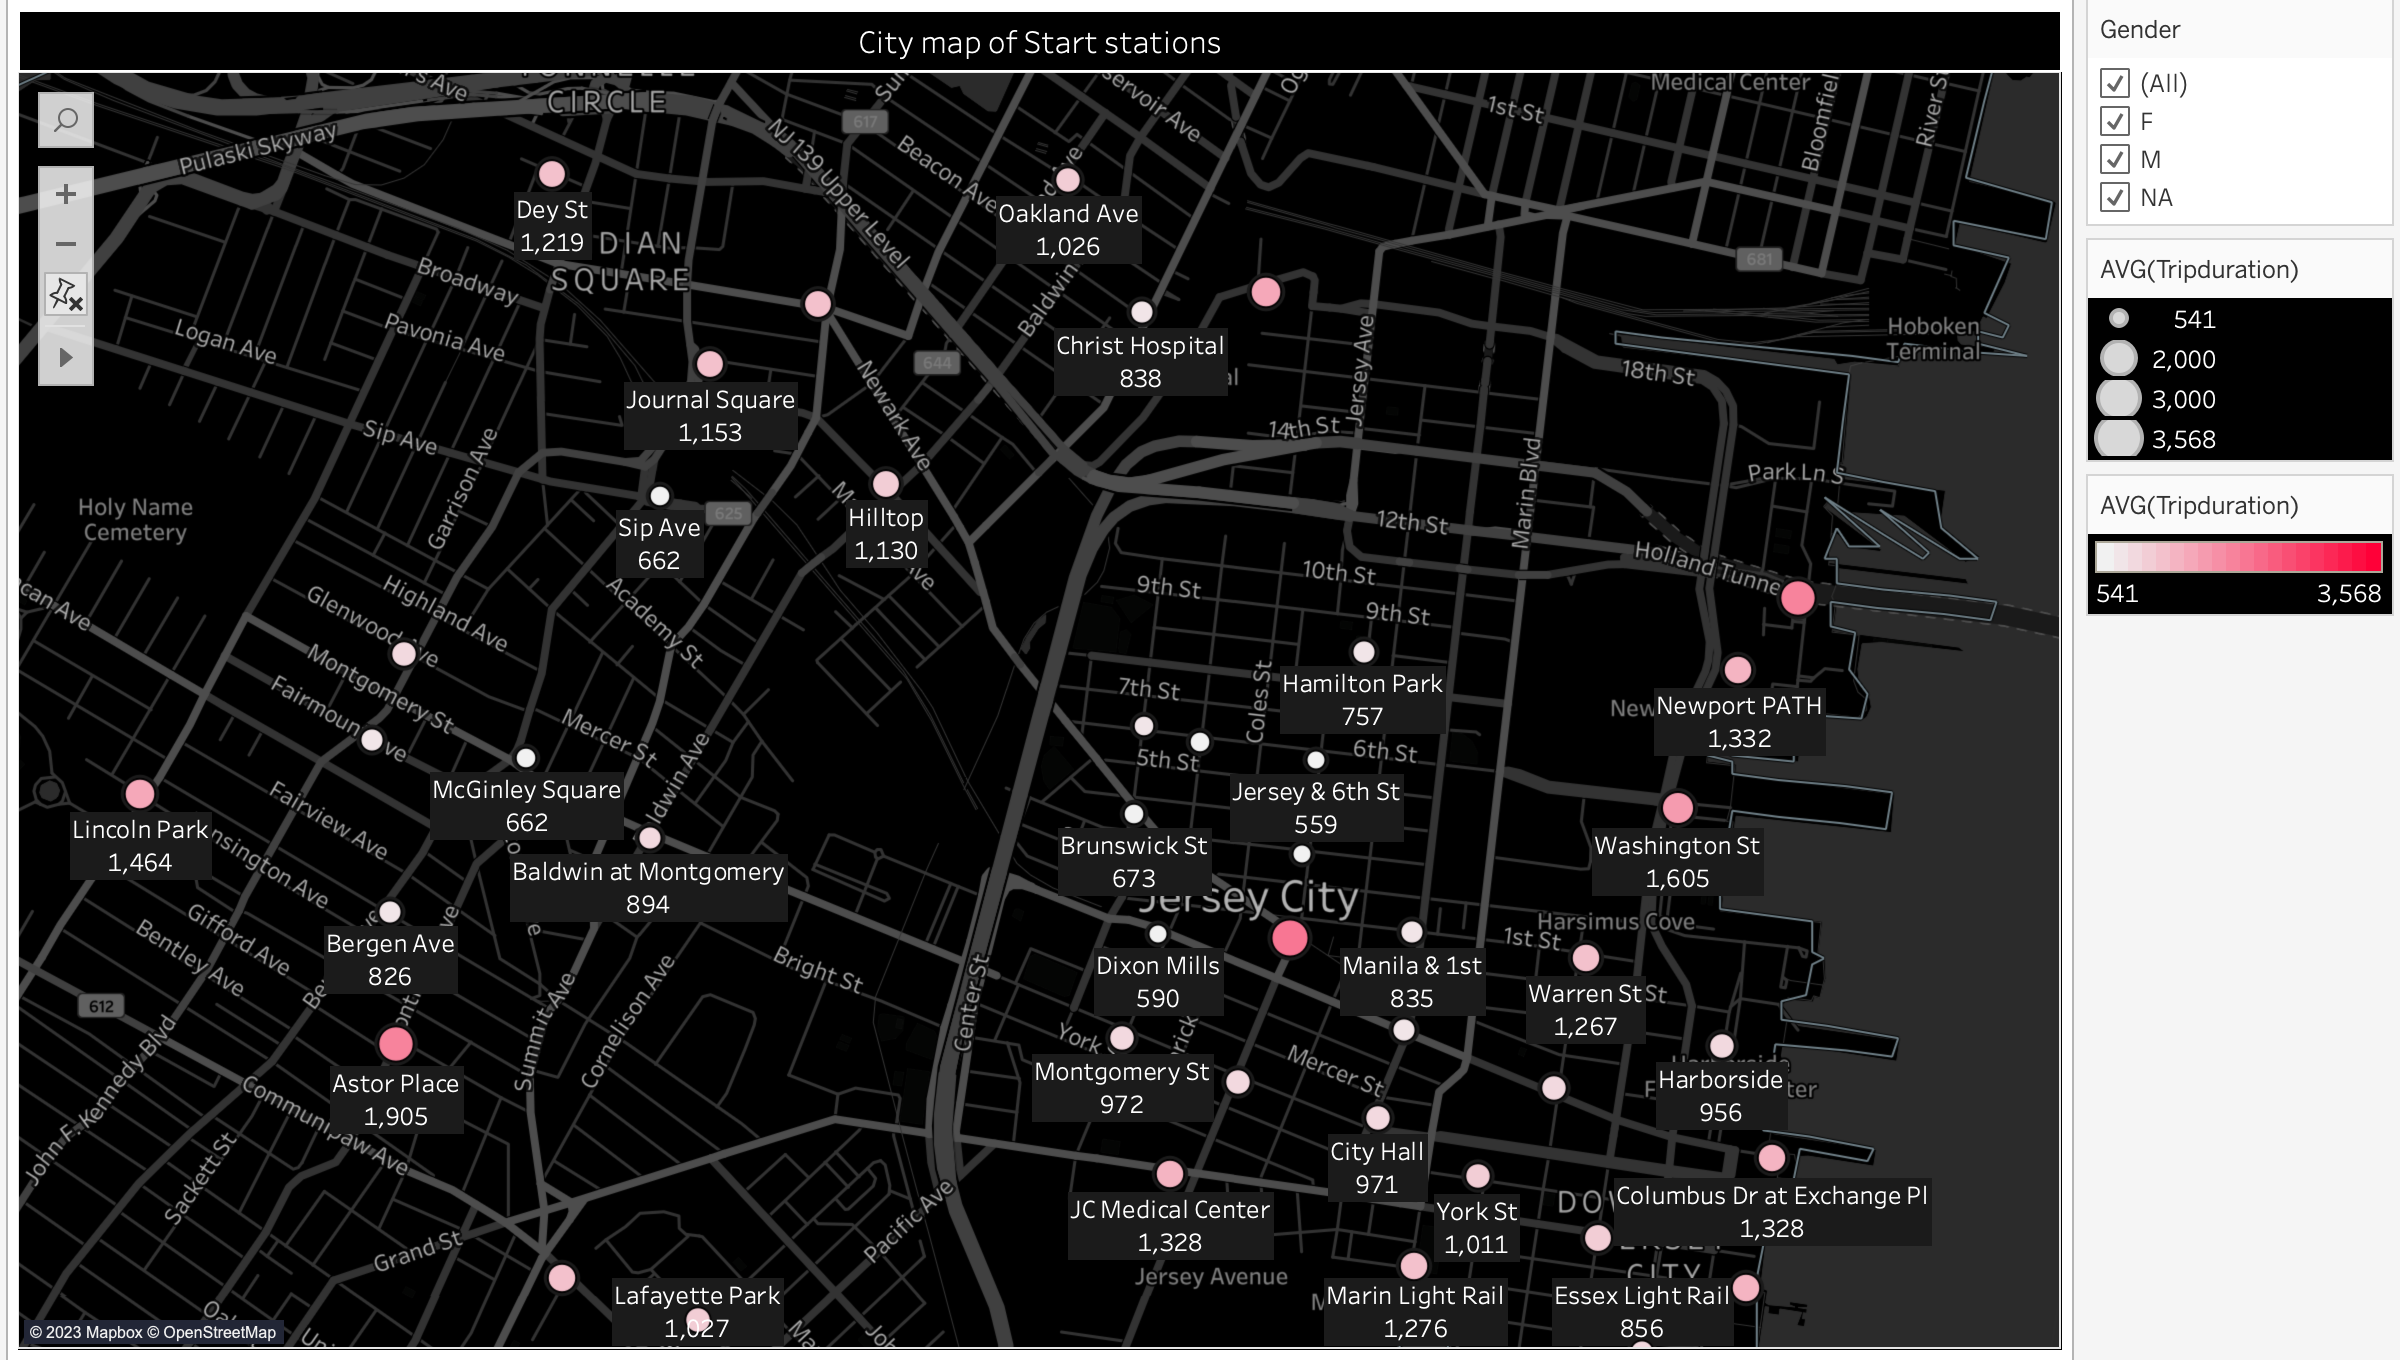 City map of Start stations
Gender
(All)
F
M
NA
AVG(Tripduration)
541
2,000
3,000
3,568
AVG(Tripduration)
541
3,568
CIRCLE
Medical Center
1st St
River S
Bloomfiel
617
Pulaski Skyway
NJ 139 Upper Level
Beacon Ave
servoir Ave
Dey St
1,219
DIAN
SQUARE
Oakland Ave
1,026
681
Broadway
Baldwin
Logan Ave
Pavonia Ave
Christ Hospital
838
644
Jersey Ave
Hoboken
Terminal
18th St
Journal Square
1,153
Newark Ave
Sip Ave
Garrison Ave
14th St
Marin Blvd
Park Ln S
Holy Name
Cemetery
Sip Ave
662
625
Hilltop
1,130
12th St
Holland Tunne
9th St
10th St
9th St
can Ave
Highland Ave
Glenwood Ave
Academy St
Montgomery St
Fairmoun Ave
Mercer St
7th St
Coles St
Hamilton Park
757
Newport PATH
1,332
New
5th St
6th St
McGinley Square
662
Jersey & 6th St
559
Lincoln Park
1,464
Fairview Ave
ldwin Ave
Baldwin at Montgomery
894
Brunswick St
673
Washington St
1,605
Jersey City
nsington Ave
Gifford Ave
Bentley Ave
Bergen Ave
826
Bright St
Center St
Dixon Mills
590
Manila & 1st
835
Harsimus Cove
1st St
Warren St
1,267
612
Astor Place
1,905
Summit Ave
Cornelison Ave
John F. Kennedy Blvd
Communipaw Ave
Sackett St
York
Montgomery St
972
Mercer St
Harborside
956
City Hall
971
JC Medical Center
1,328
York St
1,011
Columbus Dr at Exchange Pl
1,328
Grand St
Pacific Ave
Jersey Avenue
CITY
Lafayette Park
1,027
Marin Light Rail
1,276
Essex Light Rail
856
© 2023 Mapbox © OpenStreetMap